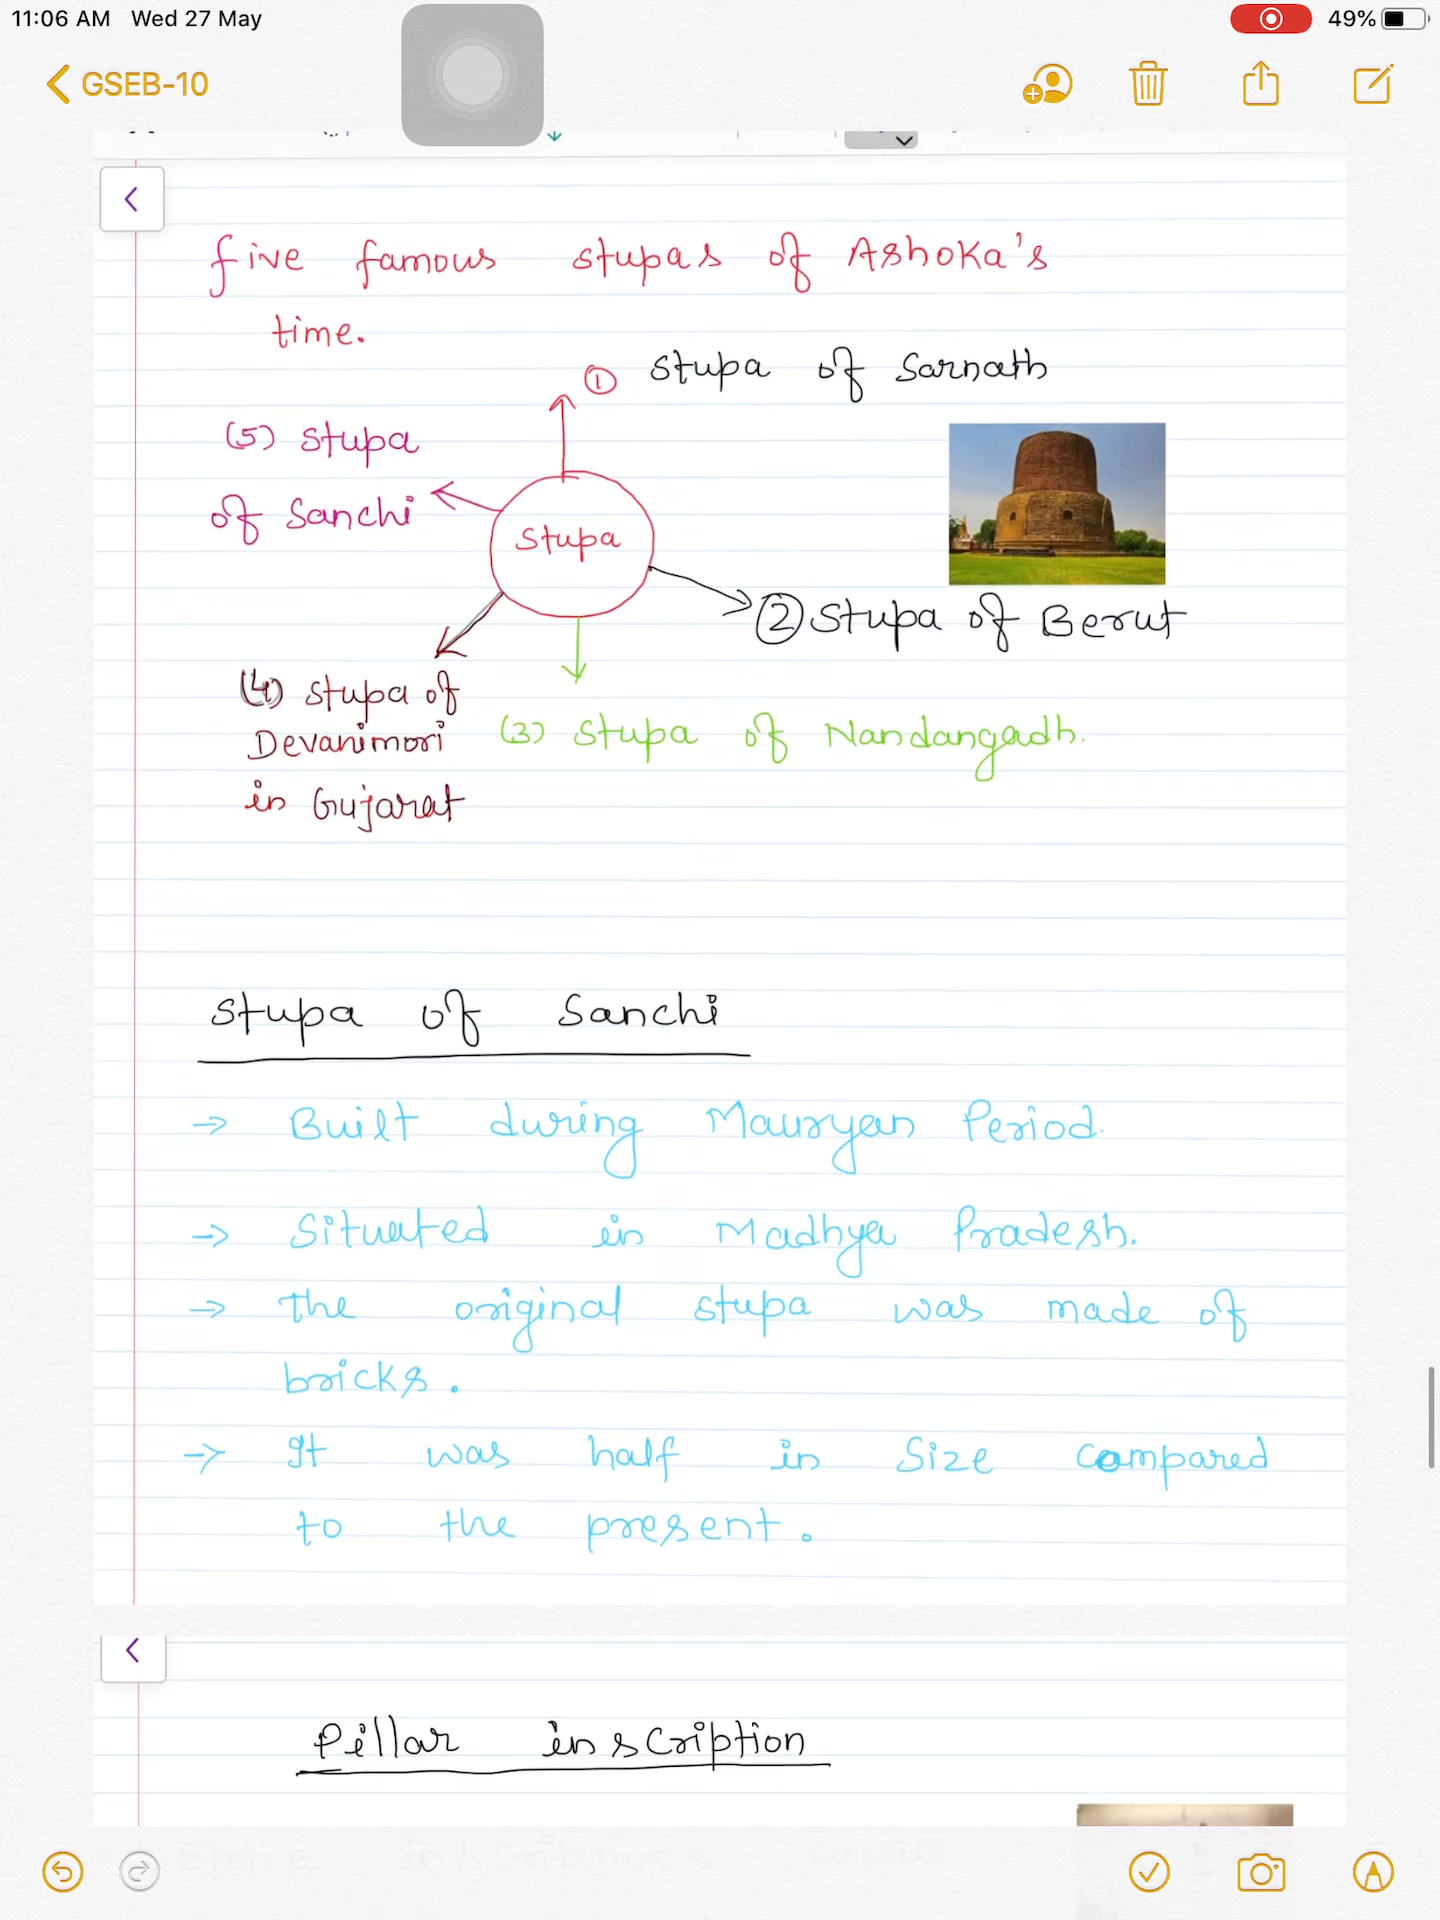 11:06 AM Wed 27 May
49%
GSEB-10
five famous stupas of Ashoka's
time.
① Stupa of Sarnath
(5) Stupa
of Sanchi
Stupa
② Stupa of Berut
(4) Stupa of
Devanimori
in Gujarat
(3) Stupa of Nandangadh.
Stupa of Sanchi
→ Built during Mauryan Period.
→ Situated in Madhya Pradesh.
→ The original stupa was made of
bricks.
→ It was half in Size compared
to the present.
Pillar inscription